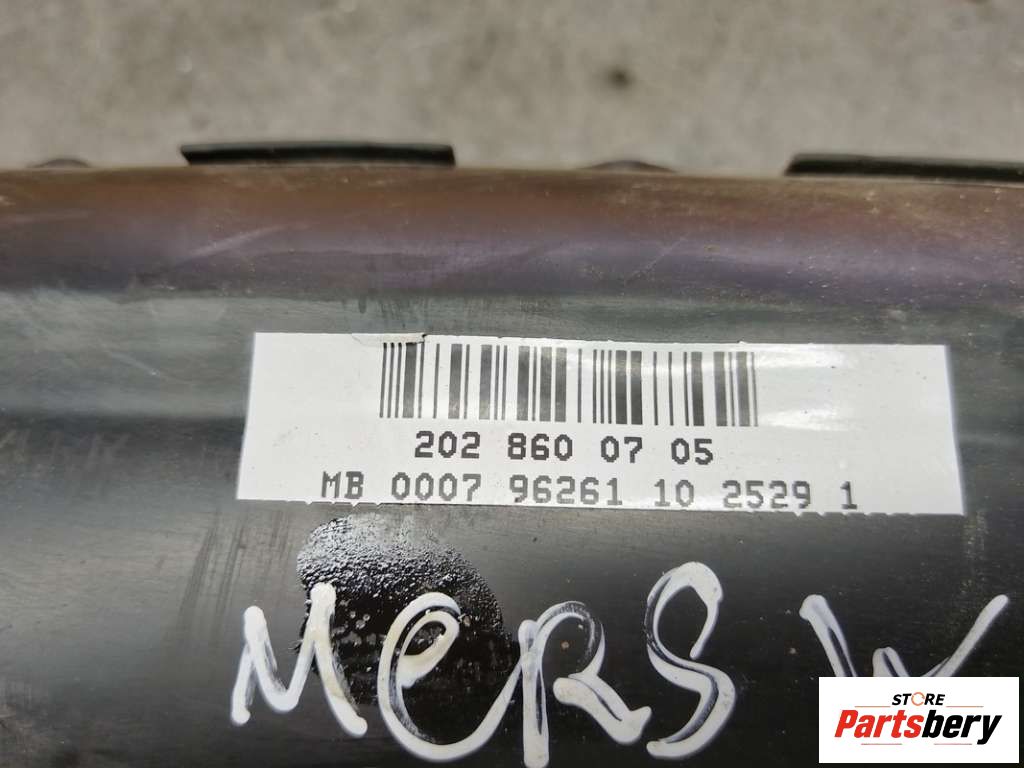 202 860 07 05
MB 0007 96261 10 2529 1
MERS W
STORE
Partsbery